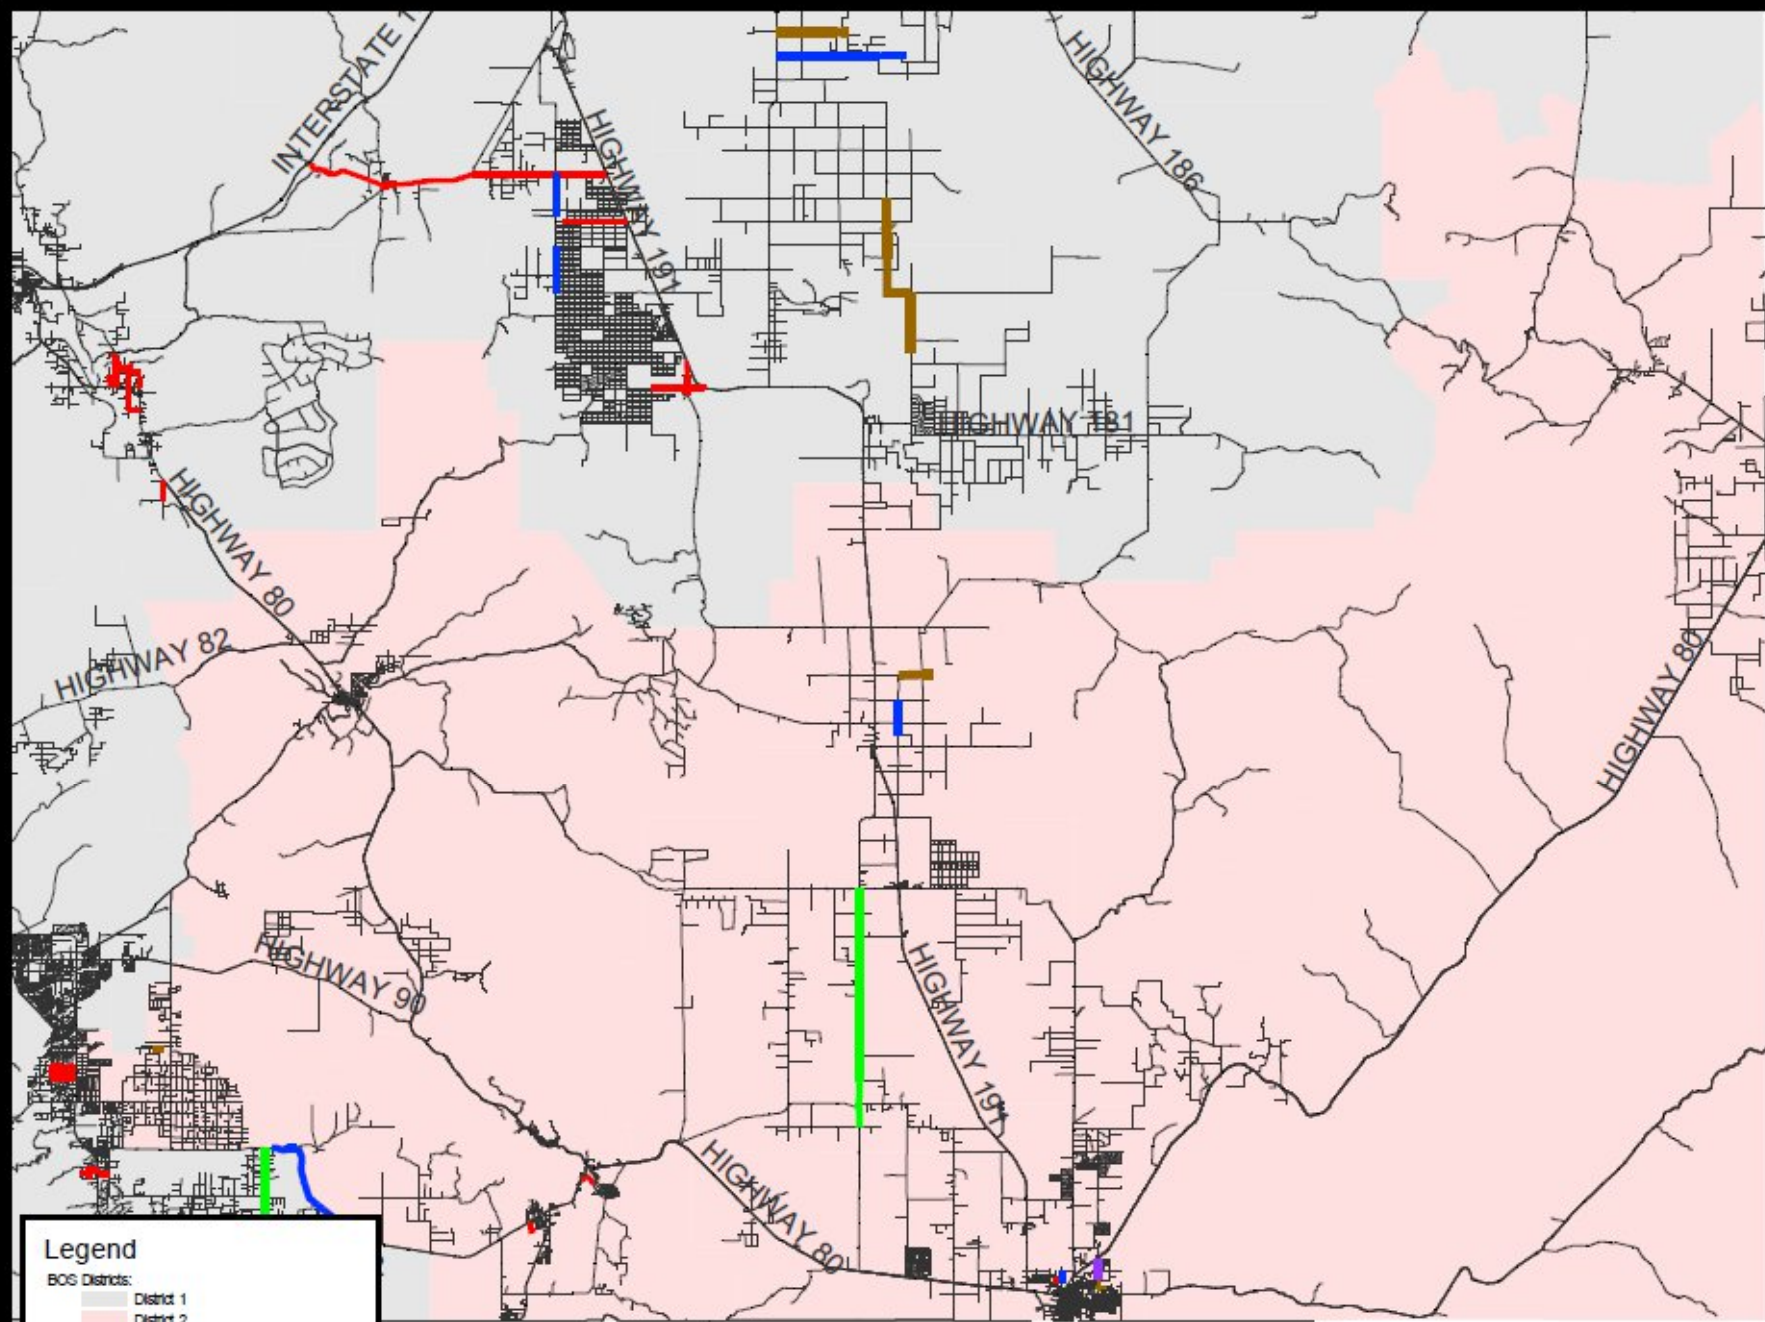 INTERSTATE 1
HIGHWAY 186
HIGHWAY 191
HIGHWAY 181
HIGHWAY 80
HIGHWAY 82
HIGHWAY 80
HIGHWAY 90
HIGHWAY 191
HIGHWAY 80
Legend
BOS Districts:
District 1
District 2